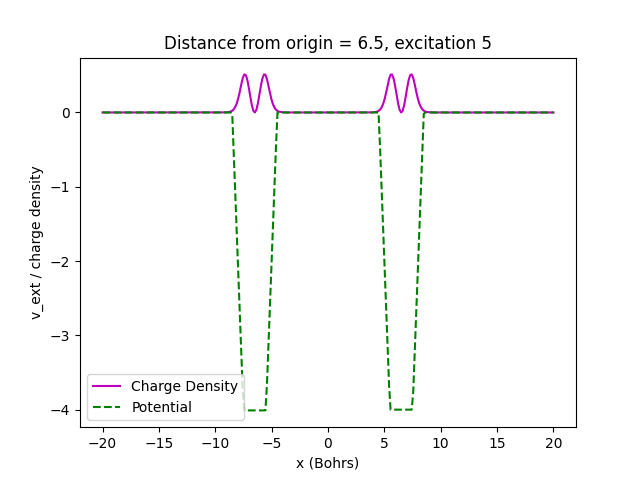 Distance from origin = 6.5, excitation 5
v_ext / charge density
0
−1
−2
−3
−4
Charge Density
Potential
−20
−15
−10
−5
0
5
10
15
20
x (Bohrs)